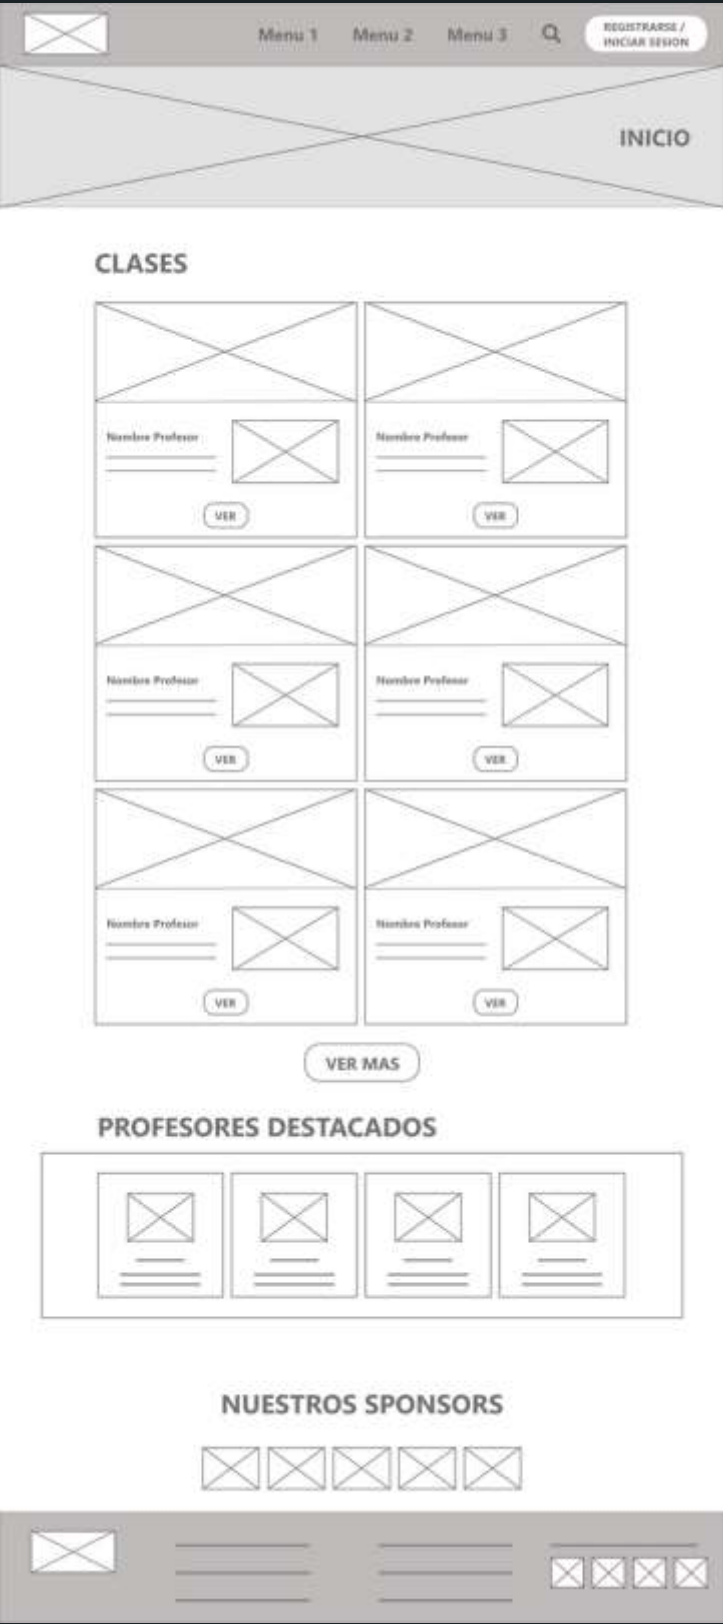 Menu 1
Menu 2
Menu 3
REGISTRARSE /
INICIAR SESION
INICIO
CLASES
Nombre Profesor
VER
Nombre Profesor
VER
Nombre Profesor
VER
Nombre Profesor
VER
Nombre Profesor
VER
Nombre Profesor
VER
VER MAS
PROFESORES DESTACADOS
NUESTROS SPONSORS